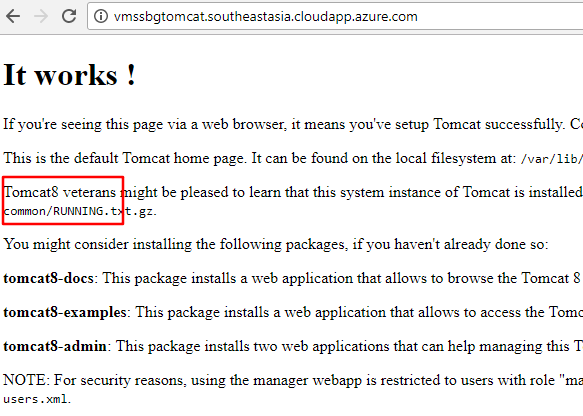 vmssbgtomcat.southeastasia.cloudapp.azure.com
It works !
If you're seeing this page via a web browser, it means you've setup Tomcat successfully.
This is the default Tomcat home page. It can be found on the local filesystem at: /var/lib/
Tomcat8 veterans might be pleased to learn that this system instance of Tomcat is installed
common/RUNNING.txt.gz.
You might consider installing the following packages, if you haven't already done so:
tomcat8-docs: This package installs a web application that allows to browse the Tomcat 8
tomcat8-examples: This package installs a web application that allows to access the
tomcat8-admin: This package installs two web applications that can help managing this
NOTE: For security reasons, using the manager webapp is restricted to users with role
users.xml.